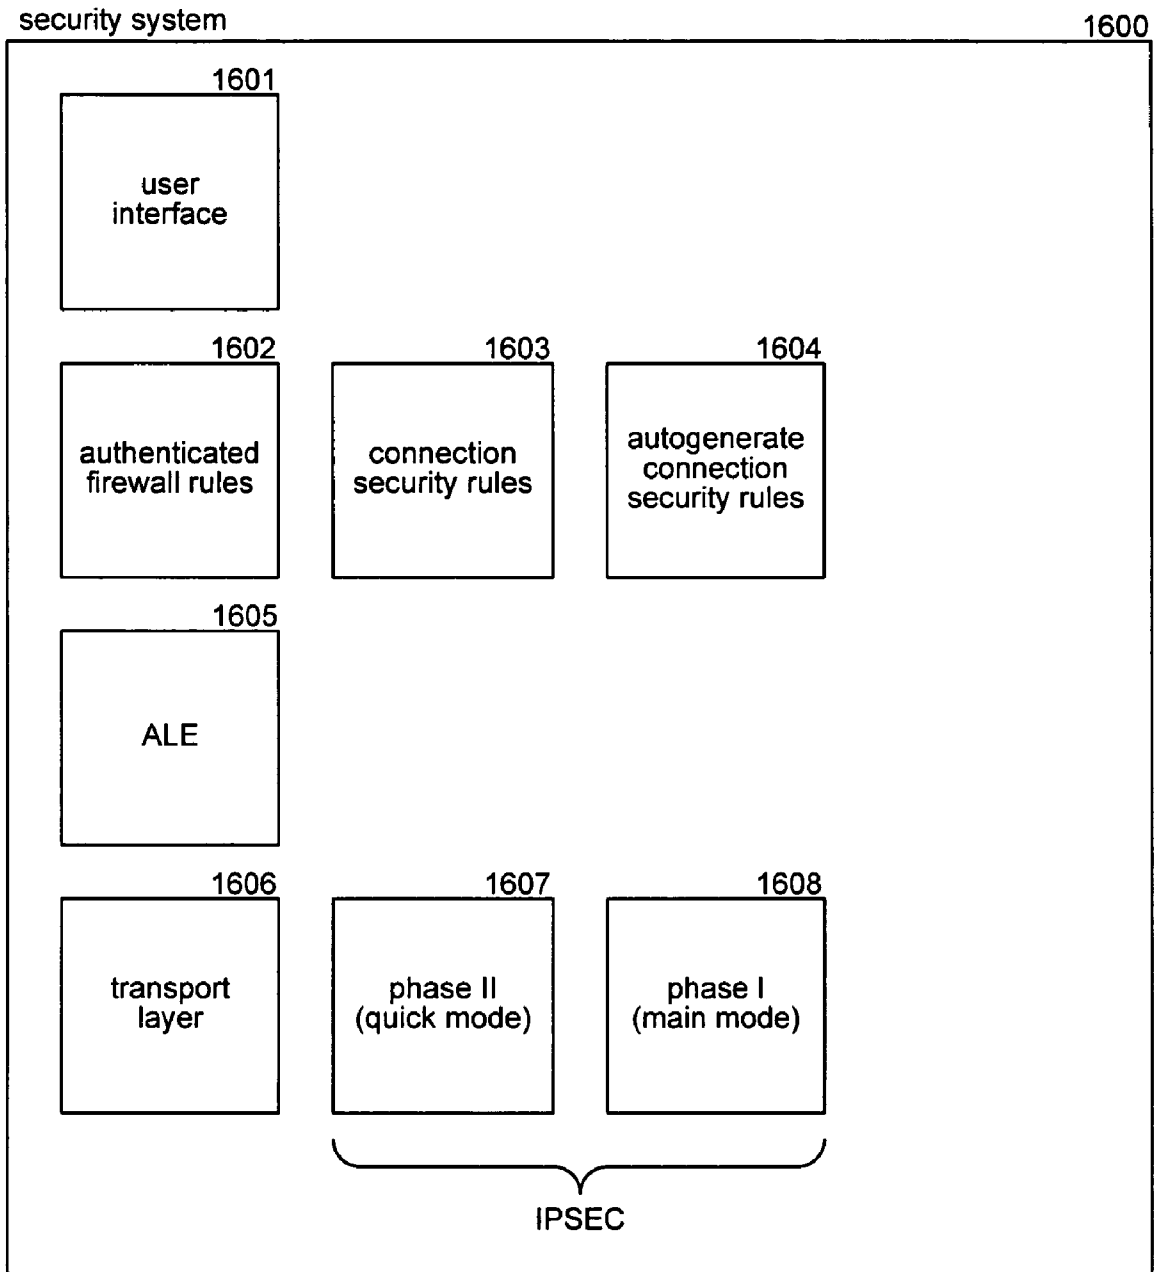 security system
1600
1601
user
interface
1602
authenticated
firewall rules
1603
connection
security rules
1604
autogenerate
connection
security rules
1605
ALE
1606
transport
layer
1607
phase II
(quick mode)
1608
phase I
(main mode)
IPSEC